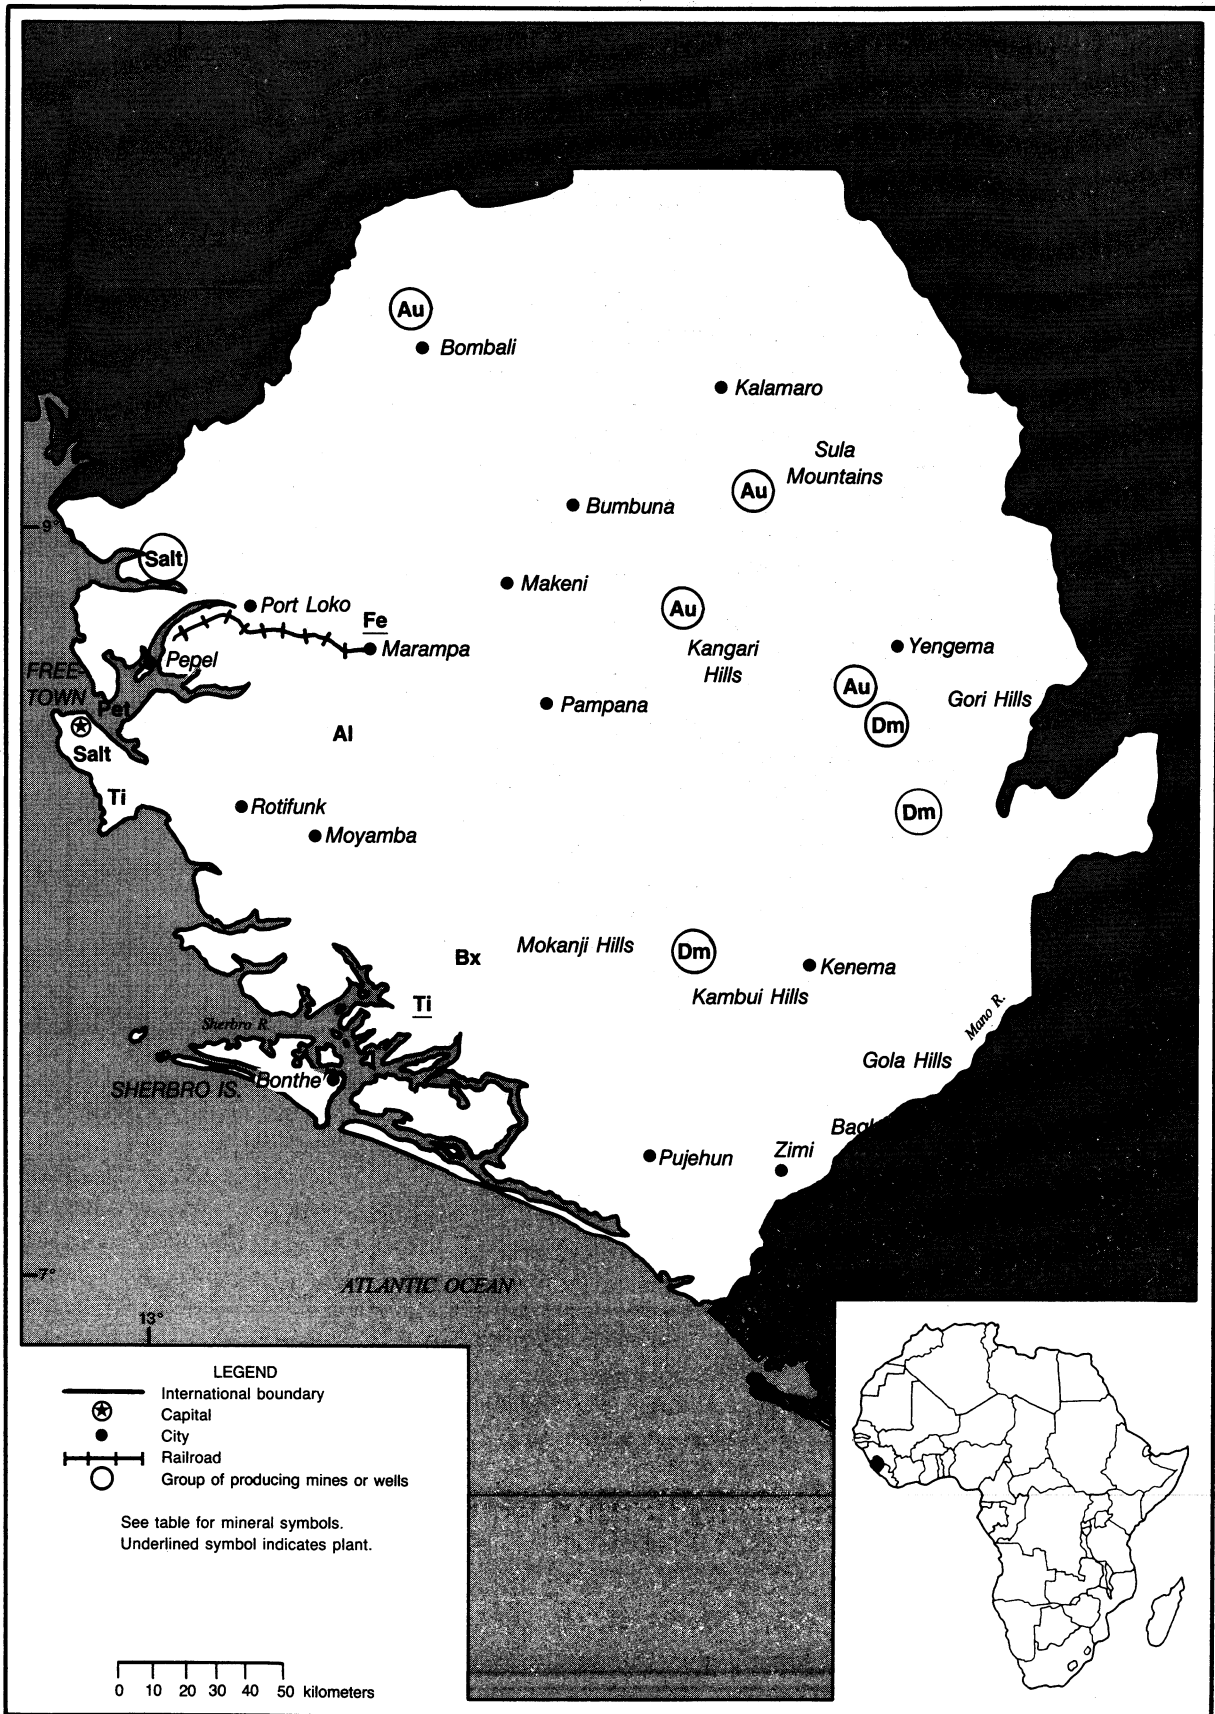 Au
Bombali
Kalamaro
Sula
Mountains
Au
Bumbuna
9°
Salt
Makeni
Port Loko
Fe
Au
Marampa
Pepel
Kangari
Hills
Yengema
FREE-
TOWN
Pet
Au
Gori Hills
Pampana
Dm
Salt
Al
Ti
Rotifunk
Dm
Moyamba
Mokanji Hills
Dm
Bx
Kenema
Kambui Hills
Ti
Mano R.
Sherbro R.
Gola Hills
Bonthe
SHERBRO IS.
Zimi
Pujehun
7°
ATLANTIC OCEAN
13°
LEGEND
International boundary
Capital
City
Railroad
Group of producing mines or wells
See table for mineral symbols.
Underlined symbol indicates plant.
0 10 20 30 40 50 kilometers